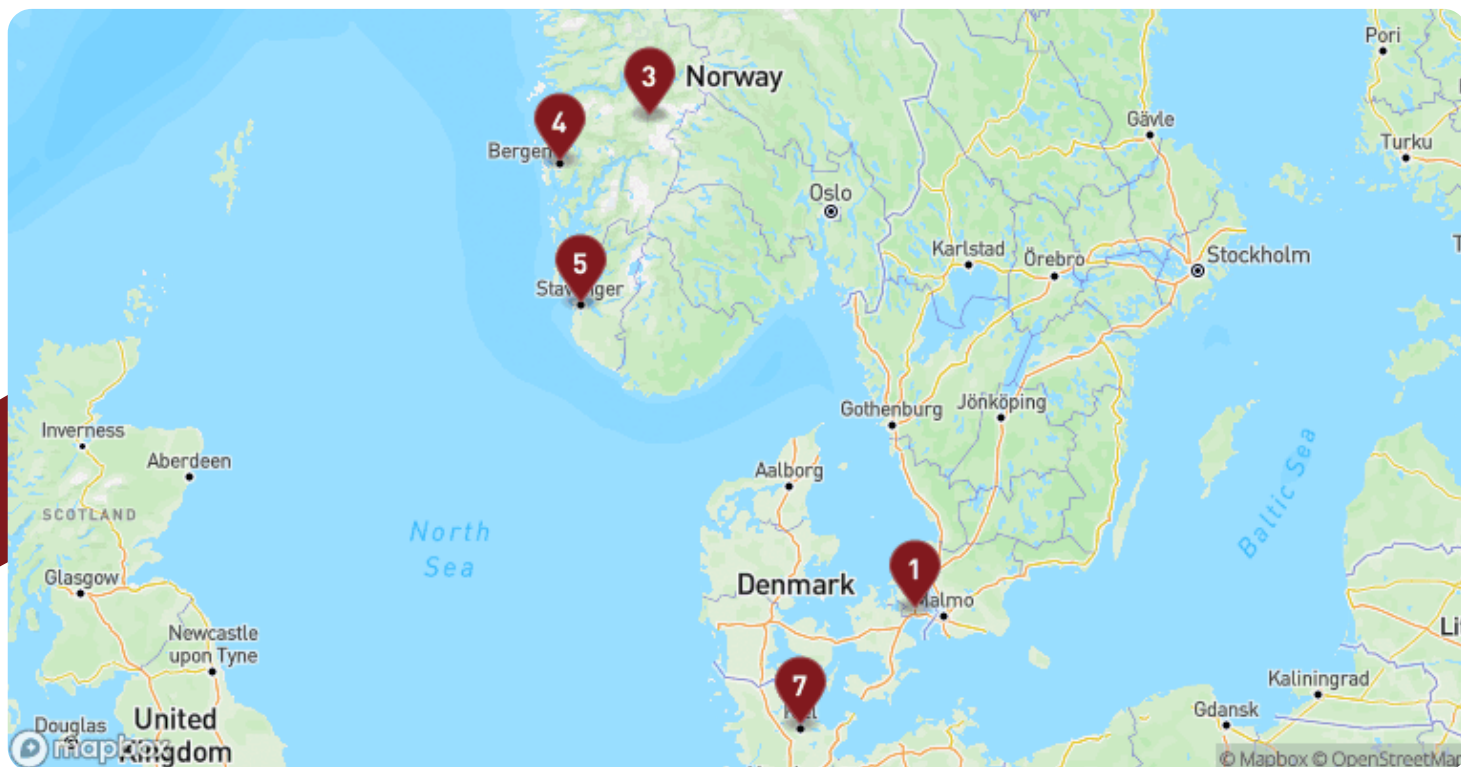 Pori
3
Norway
Gävle
4
Bergen
Turku
Oslo
Karlstad
Örebro
Stockholm
5
Stavanger
Gothenburg
Jönköping
Inverness
Aberdeen
Aalborg
SCOTLAND
North
Sea
Baltic Sea
1
Denmark
Malmo
Glasgow
Newcastle
upon Tyne
7
Kaliningrad
Gdansk
Douglas
United
Kingdom
mapbox
© Mapbox © OpenStreetMap